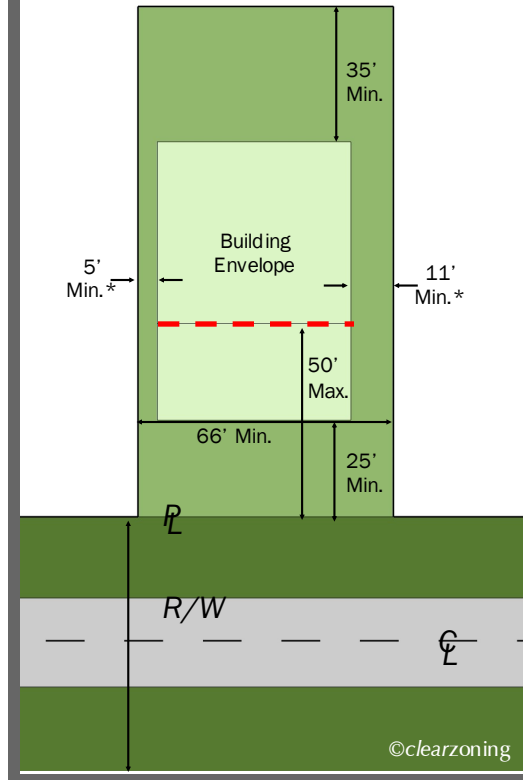 35’
Min.
Building
Envelope
5’
Min.*
11’
Min.*
50’
Max.
66’ Min.
25’
Min.
PL
R/W
CL
©clearzoning